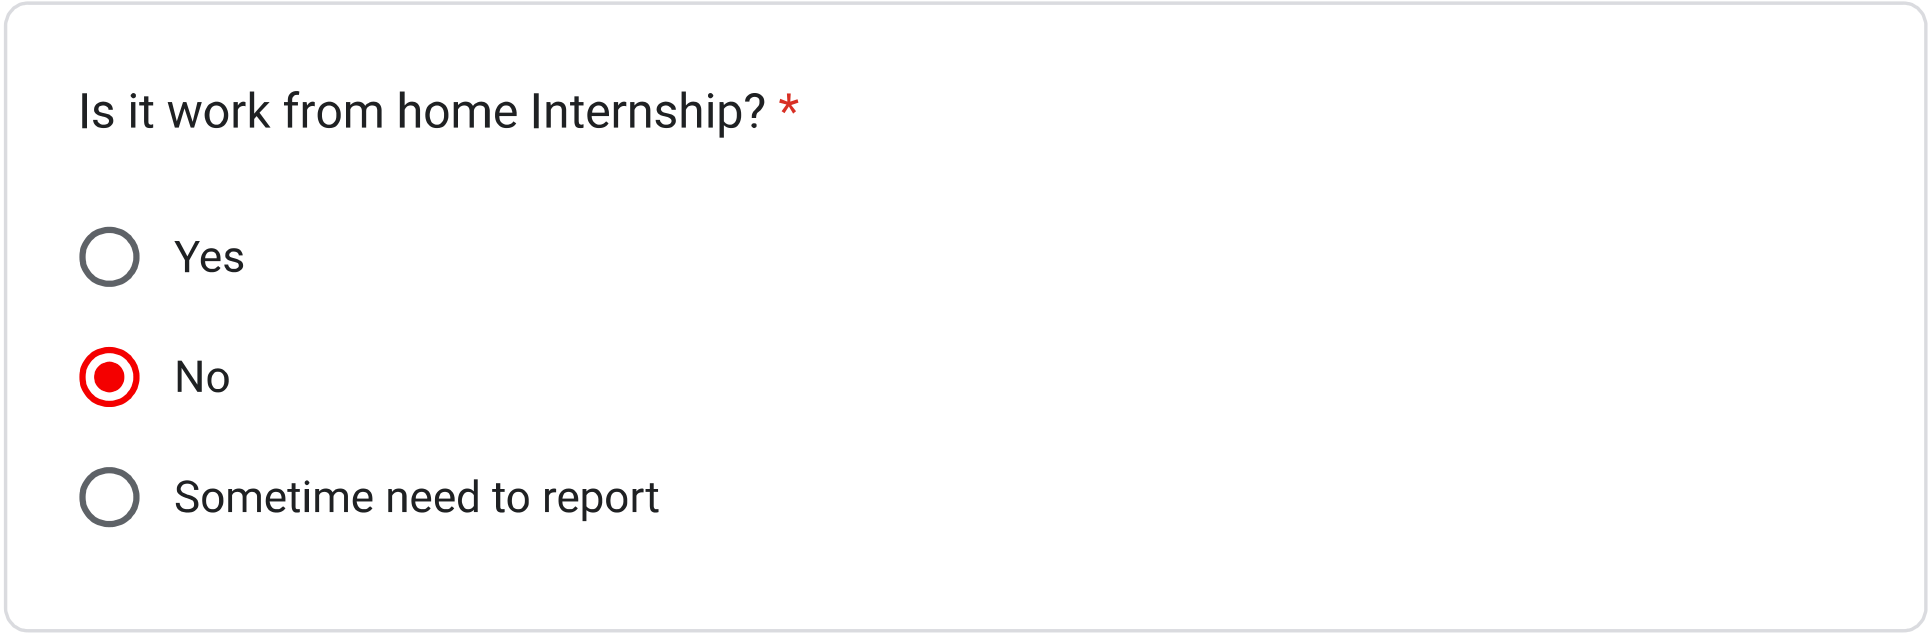 Is it work from home Internship? *
Yes
No
Sometime need to report